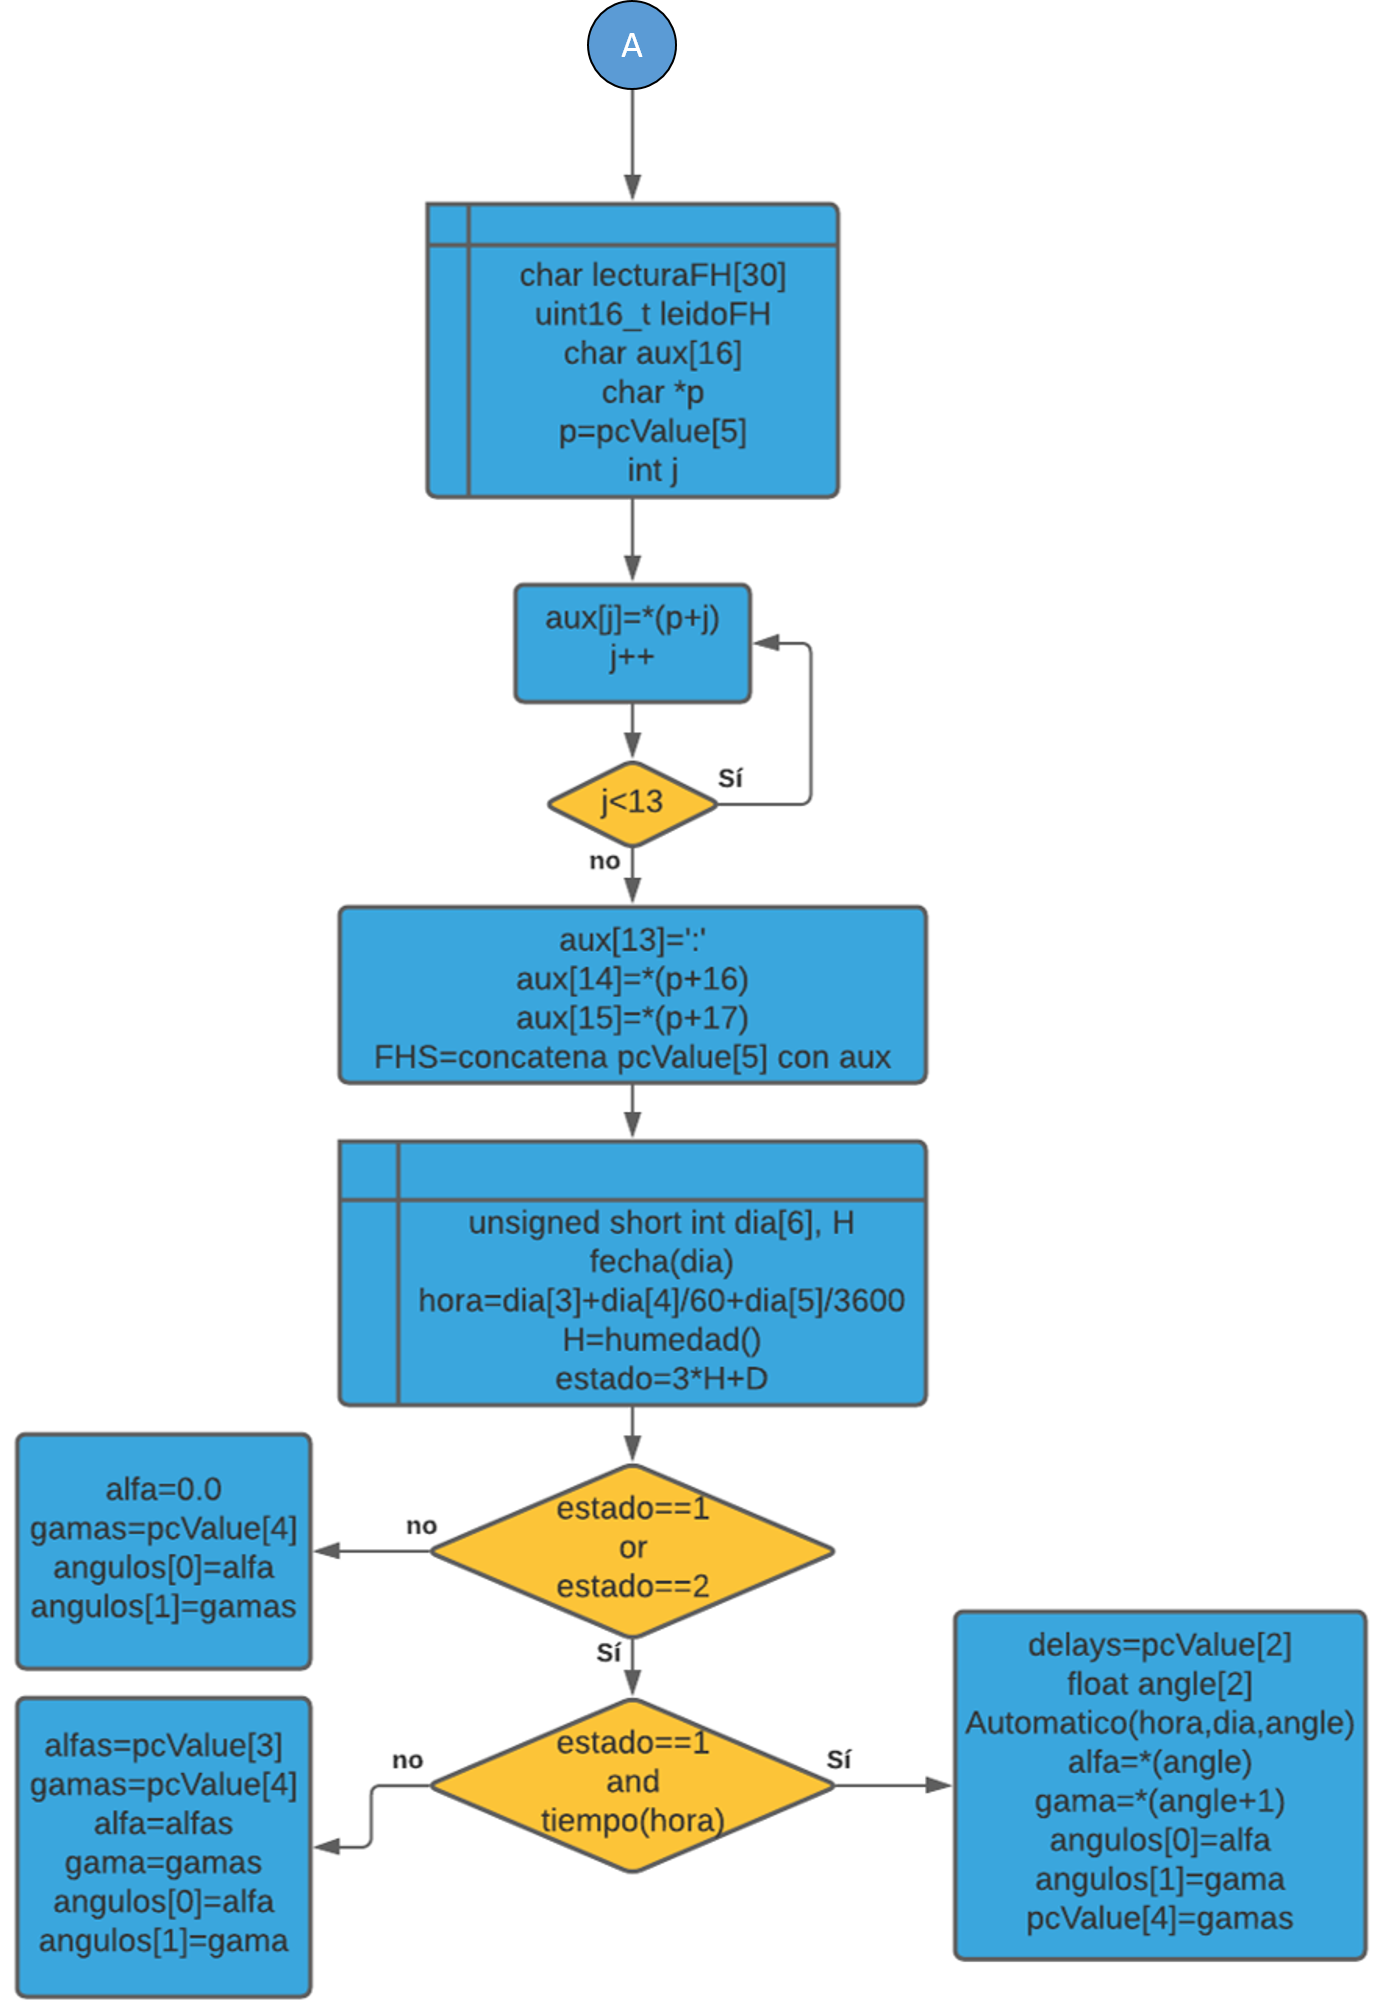 A
char lecturaFH[30]
uint16_t leidoFH
char aux[16]
char *p
p=pcValue[5]
int j
aux[j]=*(p+j)
j++
j<13
Sí
no
aux[13]=':'
aux[14]=*(p+16)
aux[15]=*(p+17)
FHS=concatena pcValue[5] con aux
unsigned short int dia[6], H
fecha(dia)
hora=dia[3]+dia[4]/60+dia[5]/3600
H=humedad()
estado=3*H+D
estado==1
or
estado==2
no
alfa=0.0
gamas=pcValue[4]
angulos[0]=alfa
angulos[1]=gamas
Sí
estado==1
and
tiempo(hora)
no
alfas=pcValue[3]
gamas=pcValue[4]
alfa=alfas
gama=gamas
angulos[0]=alfa
angulos[1]=gama
Sí
delays=pcValue[2]
float angle[2]
Automatico(hora,dia,angle)
alfa=*(angle)
gama=*(angle+1)
angulos[0]=alfa
angulos[1]=gama
pcValue[4]=gamas